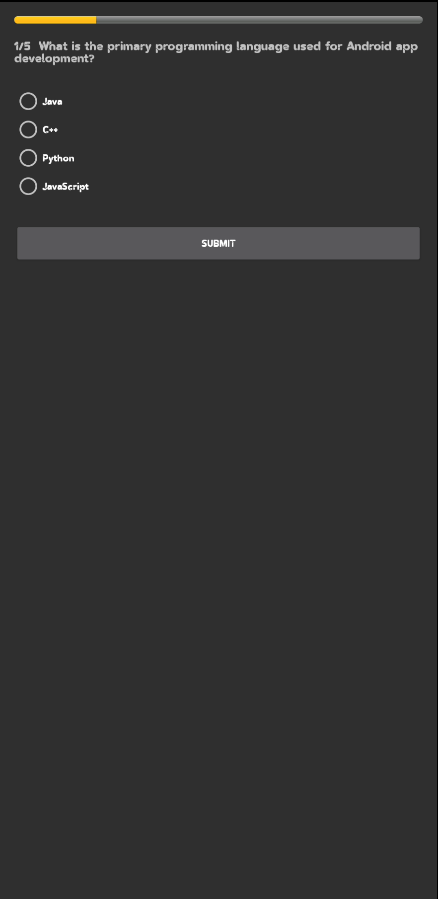 1/5 What is the primary programming language used for Android app
development?
Java
C++
Python
JavaScript
SUBMIT